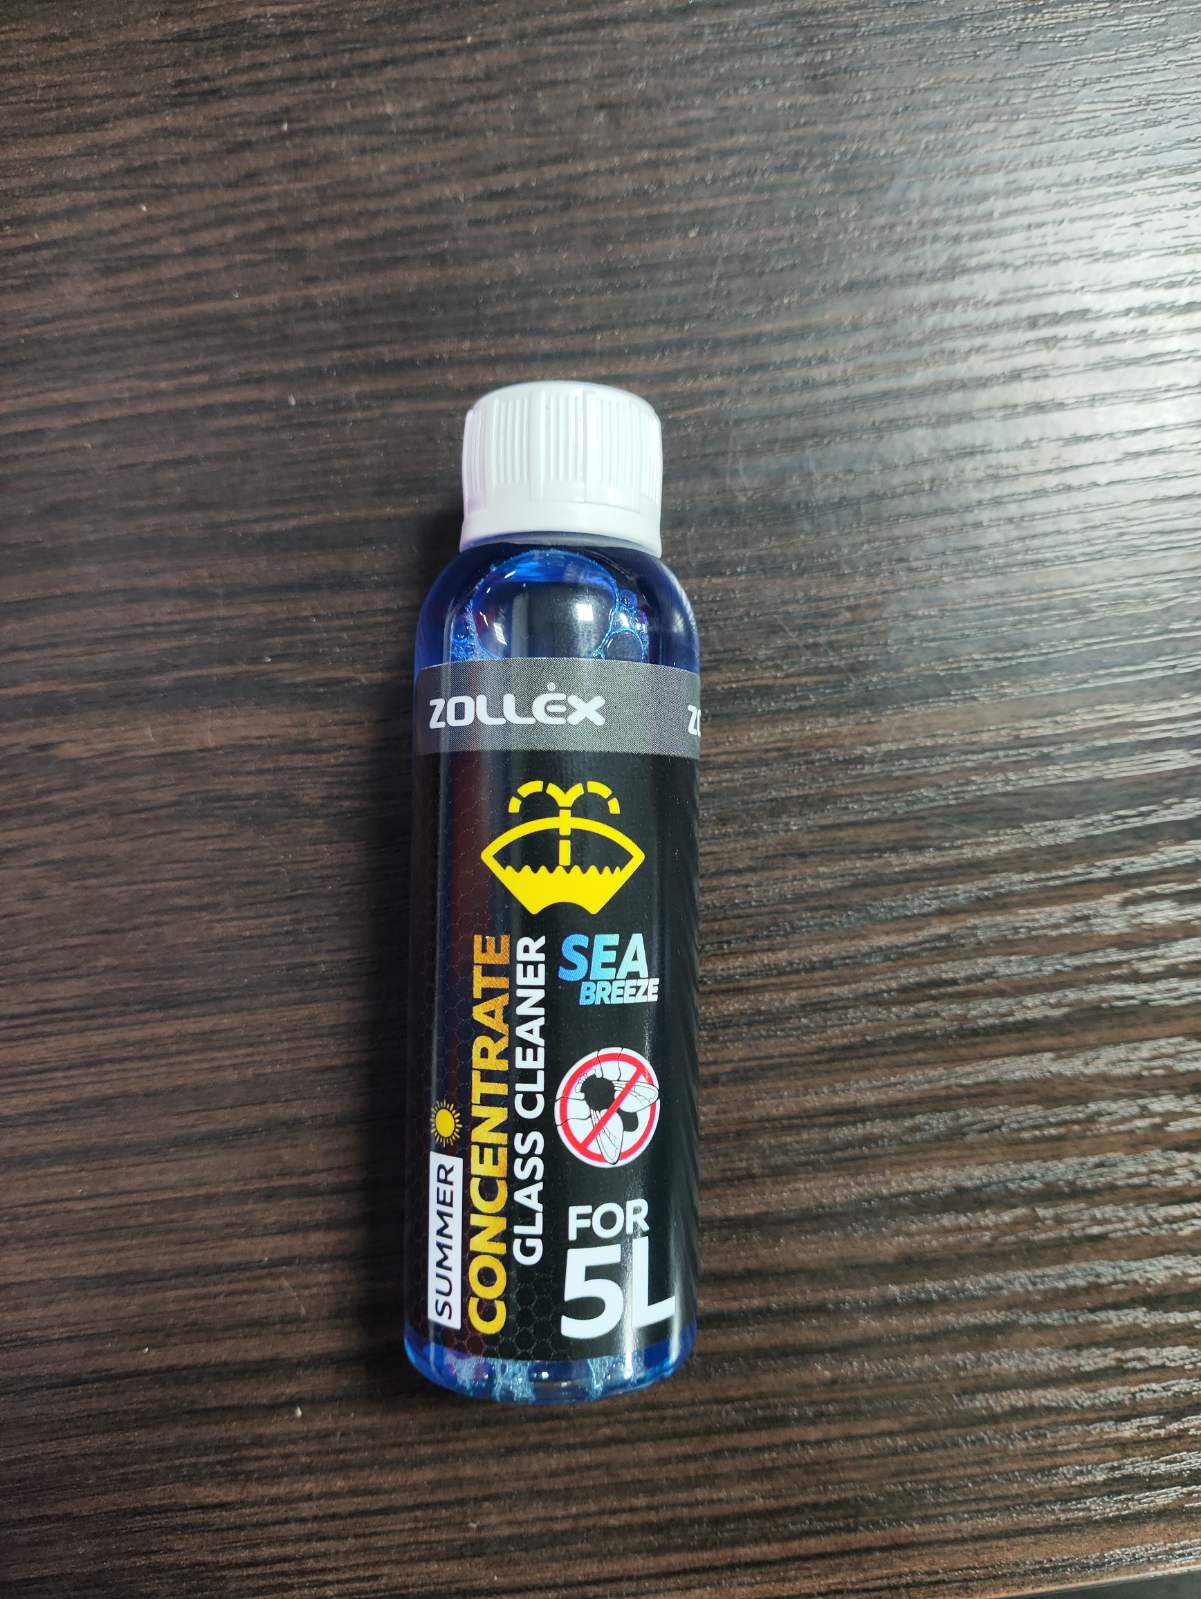 ZOLLEX
SEA
BREEZE
SUMMER
CONCENTRATE
GLASS CLEANER
FOR
5L